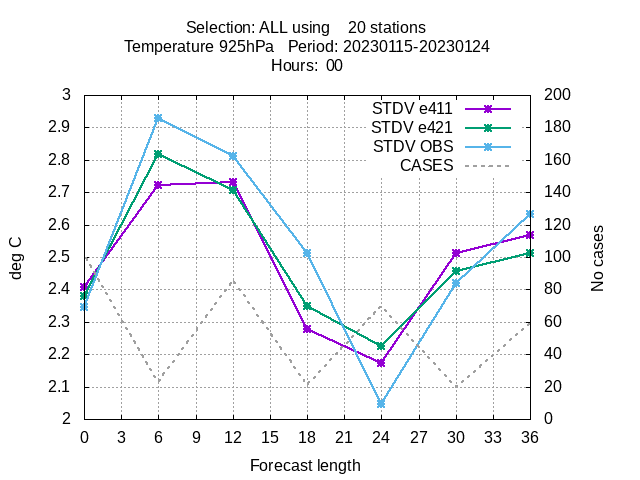 Selection: ALL using    20 stations
Temperature 925hPa   Period: 20230115-20230124
Hours:  00
STDV e411
STDV e421
STDV OBS
CASES
3
2.9
2.8
2.7
2.6
2.5
2.4
2.3
2.2
2.1
2
200
180
160
140
120
100
80
60
40
20
0
deg C
No cases
0 3 6 9 12 15 18 21 24 27 30 33 36
Forecast length